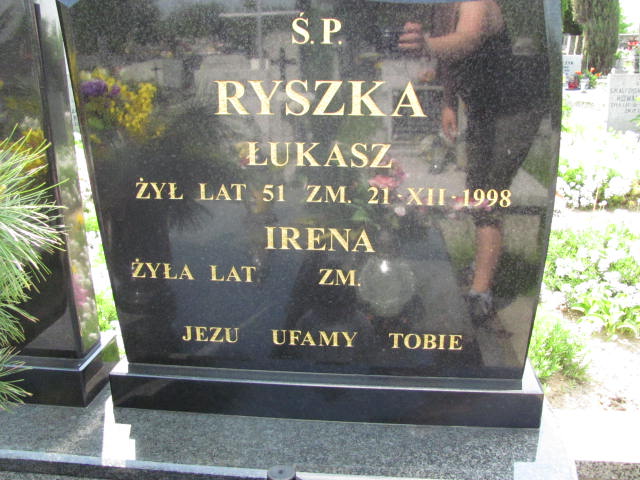 Ś.P.
RYSZKA
ŁUKASZ
ŻYŁ LAT 51 ZM. 21-XII-1998
IRENA
ŻYŁA LAT ZM.
JEZU UFAMY TOBIE